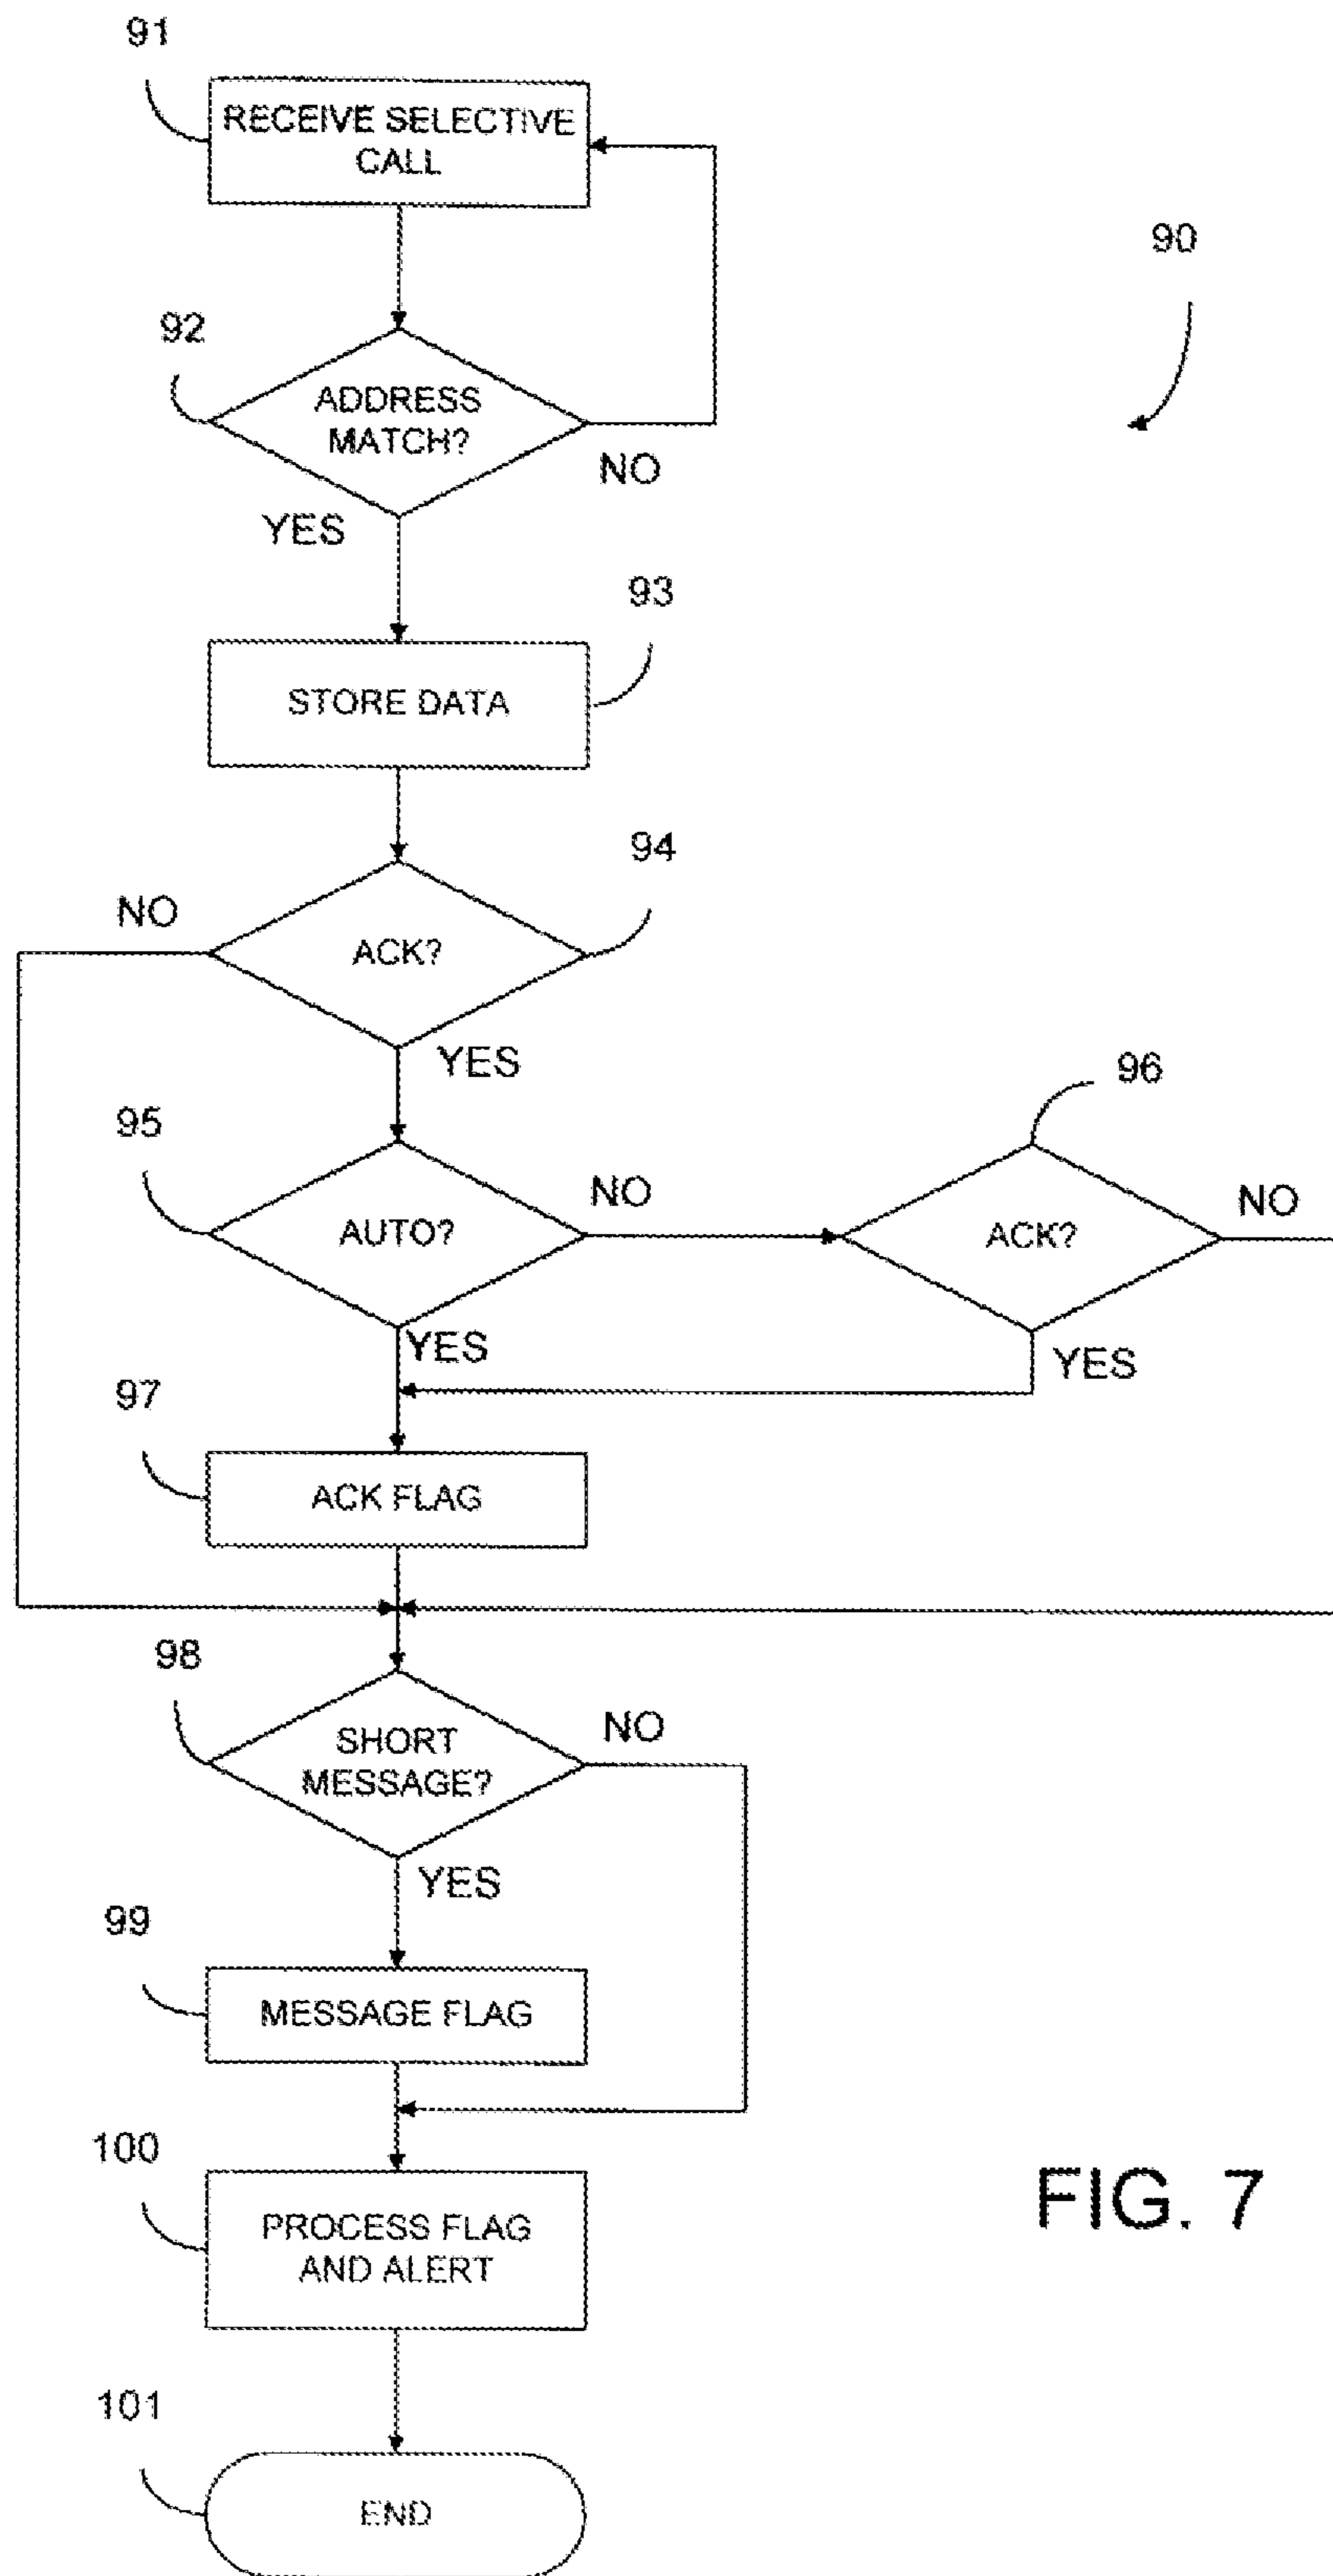 91
RECEIVE SELECTIVE
CALL
90
92
ADDRESS
MATCH?
NO
YES
93
STORE DATA
94
NO
ACK?
YES
96
95
NO
NO
AUTO?
ACK?
YES
YES
97
ACK FLAG
98
NO
SHORT
MESSAGE?
YES
99
MESSAGE FLAG
100
PROCESS FLAG
AND ALERT
FIG. 7
101
END